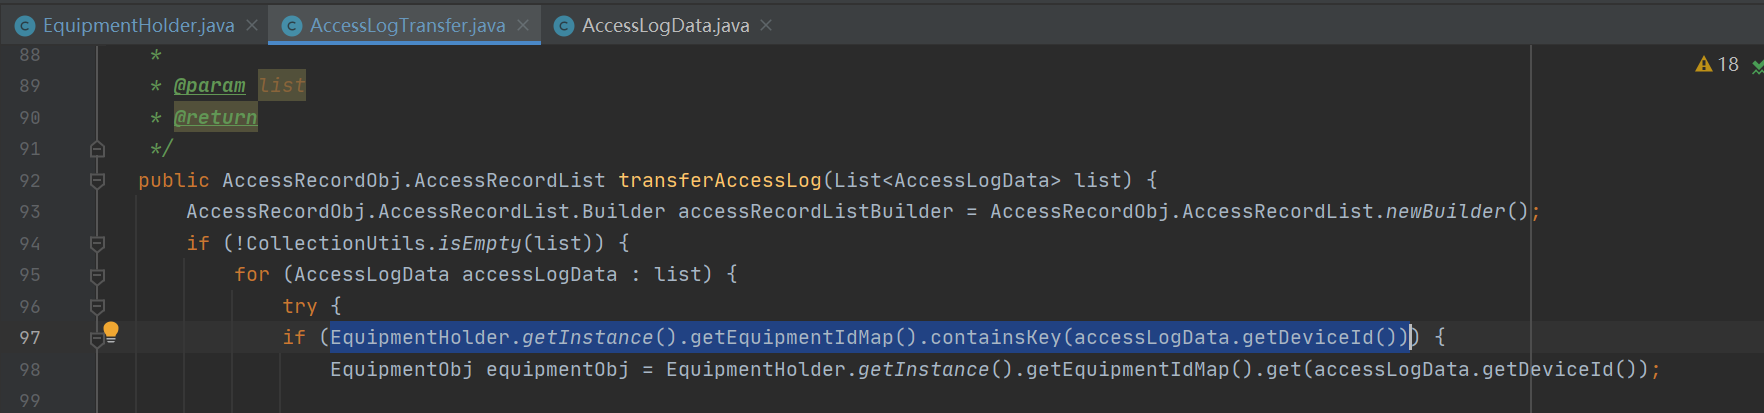 EquipmentHolder.java AccessLogTransfer.java AccessLogData.java
88 *
18
89 * @param list
90 * @return
91 */
92 public AccessRecordObj.AccessRecordList transferAccessLog(List<AccessLogData> list) {
93 AccessRecordObj.AccessRecordList.Builder accessRecordListBuilder = AccessRecordObj.AccessRecordList.newBuilder();
94 if (!CollectionUtils.isEmpty(list)) {
95 for (AccessLogData accessLogData : list) {
96 try {
97 if (EquipmentHolder.getInstance().getEquipmentIdMap().containsKey(accessLogData.getDeviceId())) {
98 EquipmentObj equipmentObj = EquipmentHolder.getInstance().getEquipmentIdMap().get(accessLogData.getDeviceId());
99